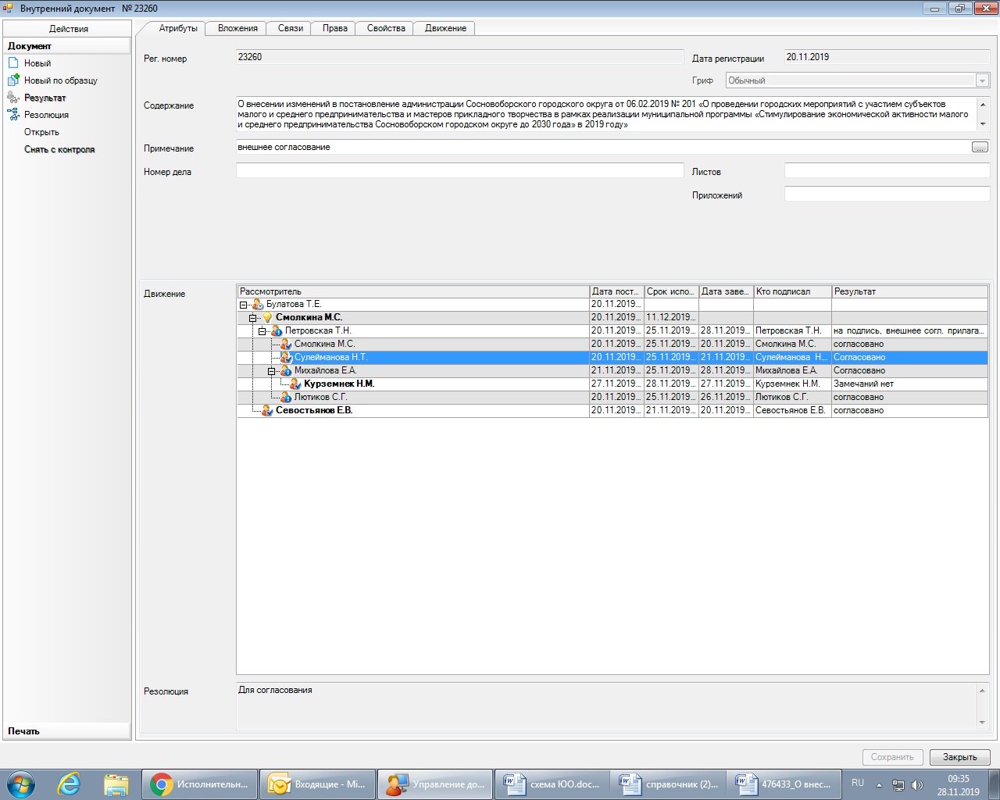 Внутренний документ № 23260
Действия
Документ
Новый
Новый по образцу
Результат
Резолюция
Открыть
Снять с контроля
Печать
Атрибуты Вложения Связи Права Свойства Движение
Рег. номер 23260 Дата регистрации 20.11.2019
Гриф Обычный
Содержание
О внесении изменений в постановление администрации Сосновоборского городского округа от 06.02.2019 № 201 «О проведении городских мероприятий с участием субъектов
малого и среднего предпринимательства и мастеров прикладного творчества в рамках реализации муниципальной программы «Стимулирование экономической активности малого
и среднего предпринимательства Сосновоборском городском округе до 2030 года» в 2019 году»
Примечание внешнее согласование ...
Номер дела Листов
Приложений
Движение
Рассмотритель Дата пост... Срок испо... Дата заве... Кто подписал Результат
Булатова Т.Е. 20.11.2019...
Смолкина М.С. 20.11.2019... 11.12.2019...
Петровская Т.Н. 20.11.2019... 25.11.2019... 28.11.2019... Петровская Т.Н. на подпись, внешнее согл. прилага...
Смолкина М.С. 20.11.2019... 25.11.2019... 20.11.2019... Смолкина М.С. согласовано
Сулейманова Н.Т. 20.11.2019... 25.11.2019... 21.11.2019... Сулейманова Н.... Согласовано
Михайлова Е.А. 21.11.2019... 25.11.2019... 28.11.2019... Михайлова Е.А. Согласовано
Курземнек Н.М. 27.11.2019... 28.11.2019... 27.11.2019... Курземнек Н.М. Замечаний нет
Лютиков С.Г. 20.11.2019... 25.11.2019... 26.11.2019... Лютиков С.Г. согласовано
Севостьянов Е.В. 20.11.2019... 21.11.2019... 20.11.2019... Севостьянов Е.В. согласовано
Резолюция Для согласования
Сохранить Закрыть
Исполнительн... Входящие - Mi... Управление до... схема ЮО.doc... справочник (2)... 476433_О внес... RU 09:35
28.11.2019